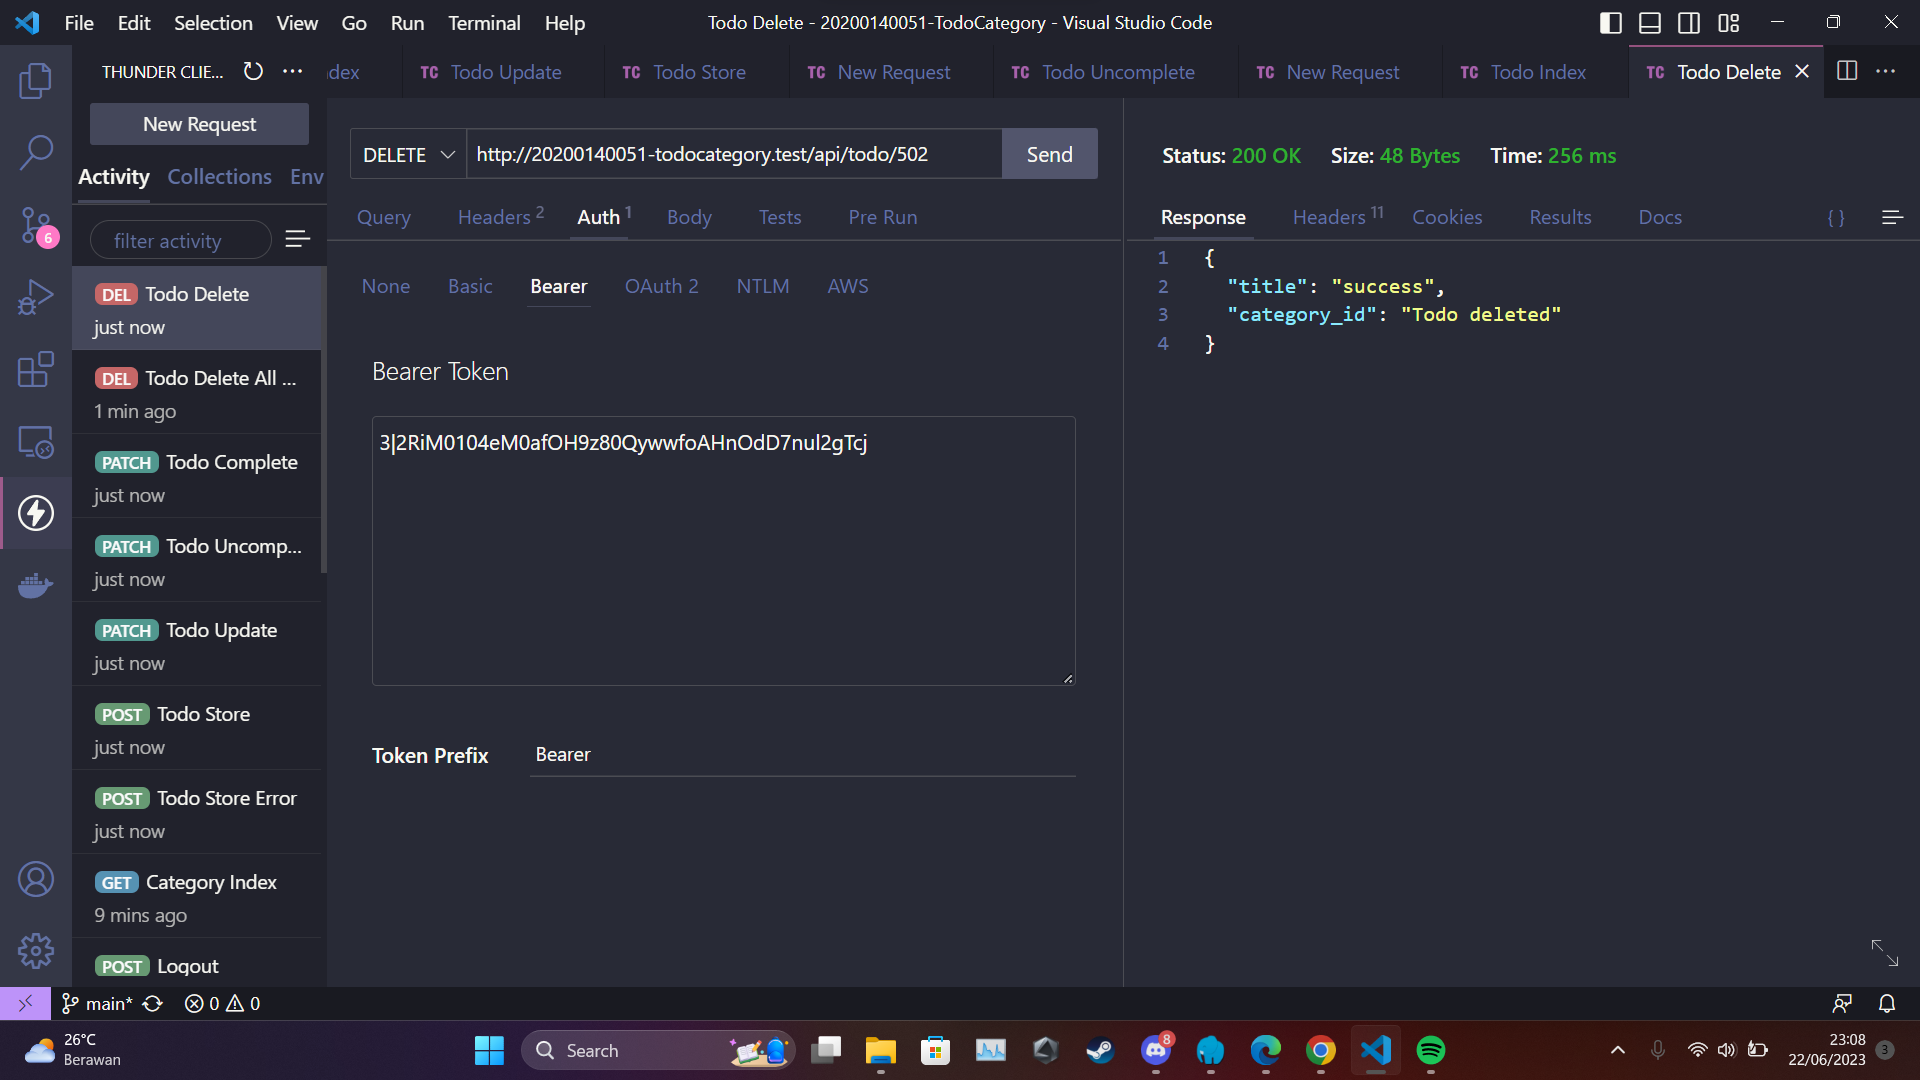 File Edit Selection View Go Run Terminal Help
Todo Delete - 20200140051-TodoCategory - Visual Studio Code
THUNDER CLIE...
dex
TC Todo Update
TC Todo Store
TC New Request
TC Todo Uncomplete
TC New Request
TC Todo Index
TC Todo Delete
New Request
Activity Collections Env
filter activity
DEL Todo Delete
just now
DEL Todo Delete All ...
1 min ago
PATCH Todo Complete
just now
PATCH Todo Uncomp...
just now
PATCH Todo Update
just now
POST Todo Store
just now
POST Todo Store Error
just now
GET Category Index
9 mins ago
POST Logout
6
DELETE http://20200140051-todocategory.test/api/todo/502 Send
Query Headers 2 Auth 1 Body Tests Pre Run
None Basic Bearer OAuth 2 NTLM AWS
Bearer Token
3|2RiM0104eM0afOH9z80QywwfoAHnOdD7nul2gTcj
Token Prefix Bearer
Status: 200 OK Size: 48 Bytes Time: 256 ms
Response Headers 11 Cookies Results Docs { }
1 {
2 "title": "success",
3 "category_id": "Todo deleted"
4 }
main* 0 0
26°C
Berawan
Search
8
23:08
22/06/2023
3